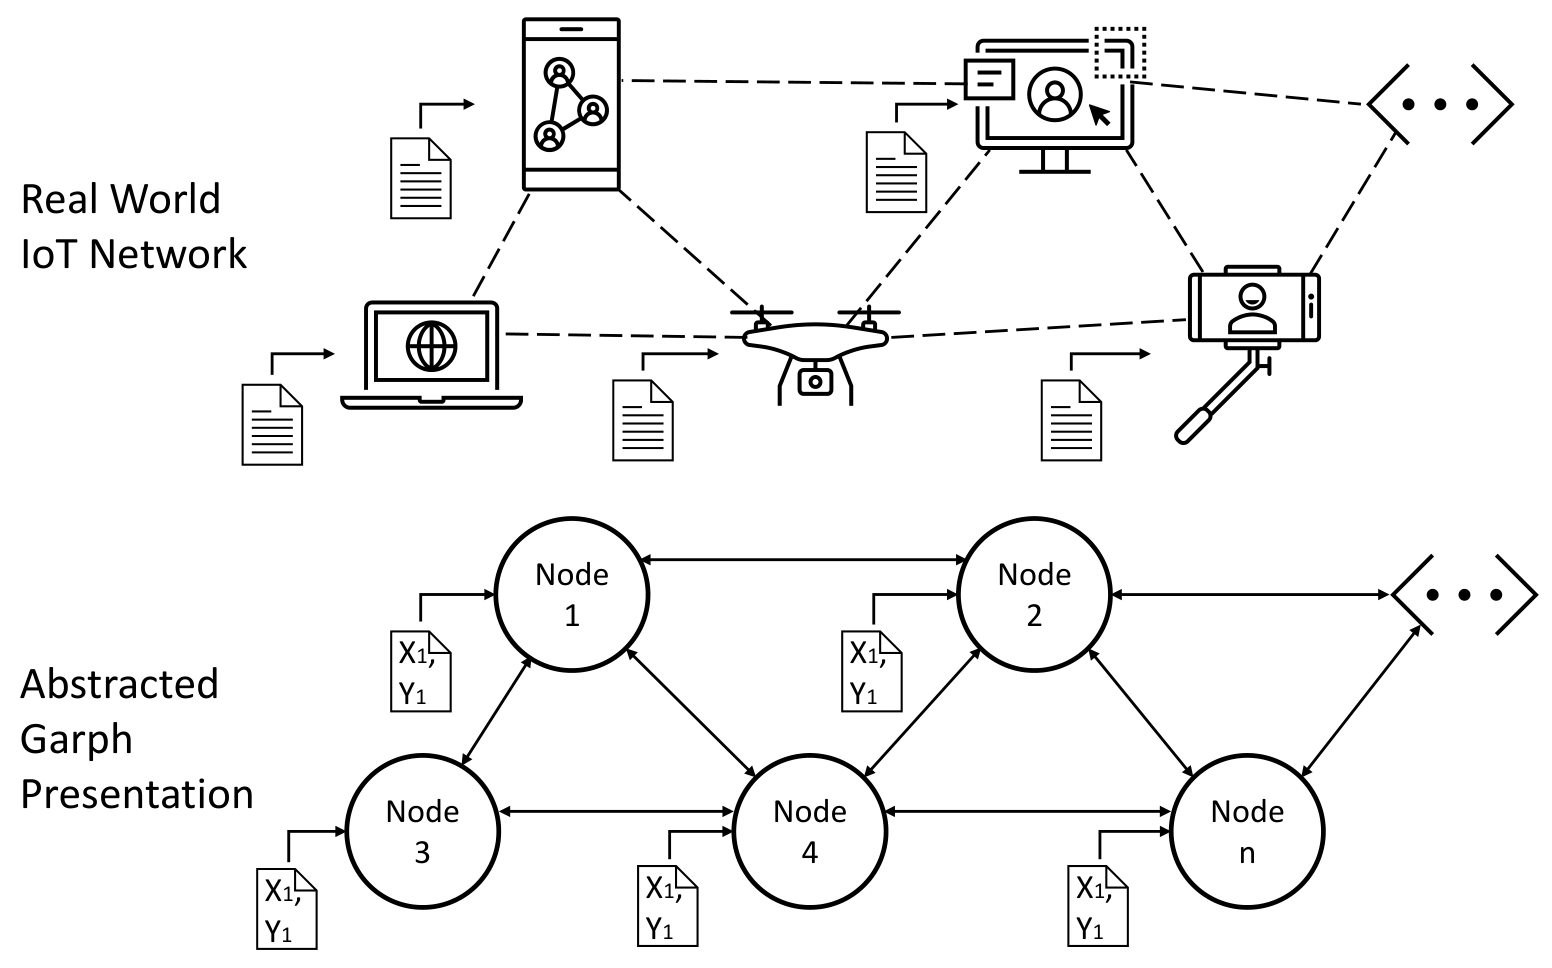 Real World
IoT Network
Node
1
Node
2
X1,
Y1
X1,
Y1
Abstracted
Garph
Presentation
Node
3
Node
4
Node
n
X1,
Y1
X1,
Y1
X1,
Y1